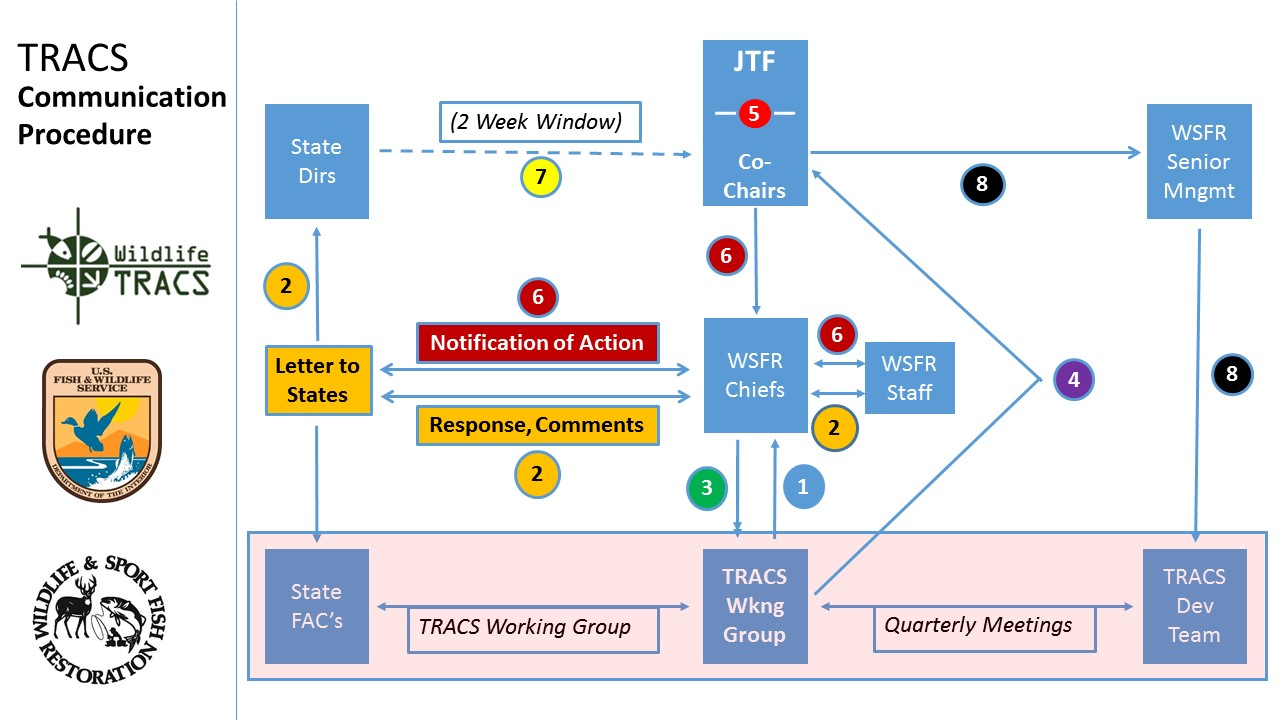 TRACS
Communication
Procedure
Wildlife
TRACS
U.S.
FISH & WILDLIFE
SERVICE
DEPARTMENT OF THE INTERIOR
WILDLIFE & SPORT FISH
RESTORATION
State
Dirs
(2 Week Window)
7
JTF
5
Co-
Chairs
8
WSFR
Senior
Mngmt
2
6
6
Notification of Action
Letter to
States
Response, Comments
2
WSFR
Chiefs
6
WSFR
Staff
2
4
8
3
1
State
FAC's
TRACS Working Group
TRACS
Wkng
Group
Quarterly Meetings
TRACS
Dev
Team